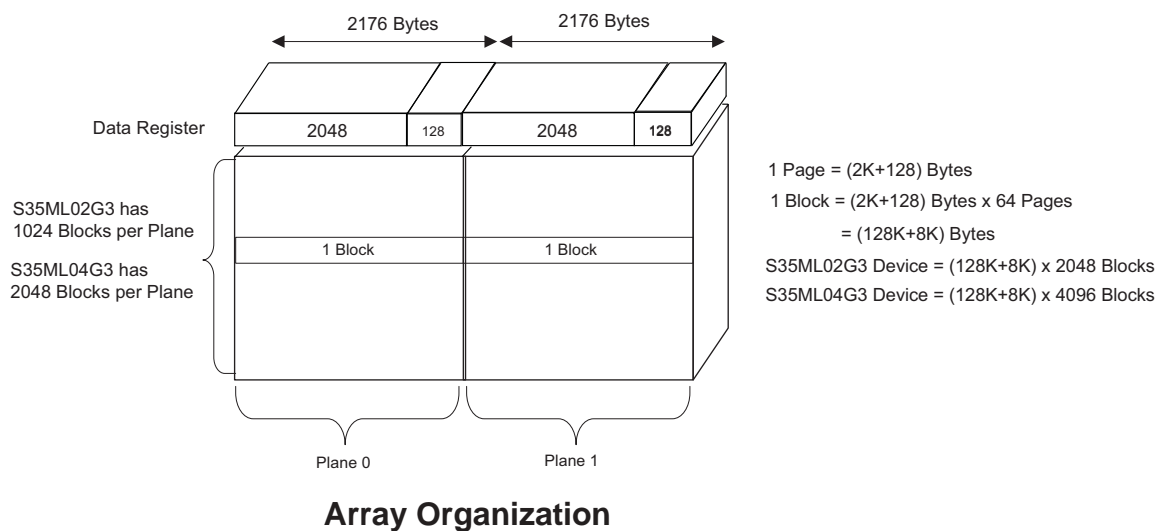 2176 Bytes 2176 Bytes
Data Register 2048 128 2048 128
S35ML02G3 has
1024 Blocks per Plane
S35ML04G3 has
2048 Blocks per Plane
1 Block 1 Block
1 Page = (2K+128) Bytes
1 Block = (2K+128) Bytes x 64 Pages
= (128K+8K) Bytes
S35ML02G3 Device = (128K+8K) x 2048 Blocks
S35ML04G3 Device = (128K+8K) x 4096 Blocks
Plane 0 Plane 1
Array Organization